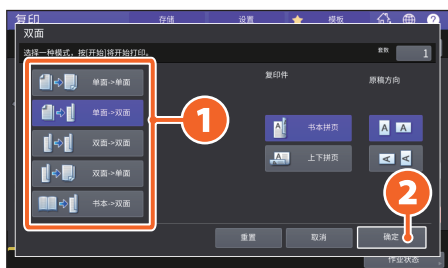 复印
存储
设置
模板
双面
选择一种模式，按[开始]将开始打印。
套数
1
单面->单面
单面->双面
双面->双面
双面->单面
书本->双面
1
复印件
书本拼页
上下拼页
原稿方向
A A
A A
2
重置
取消
确定
作业状态